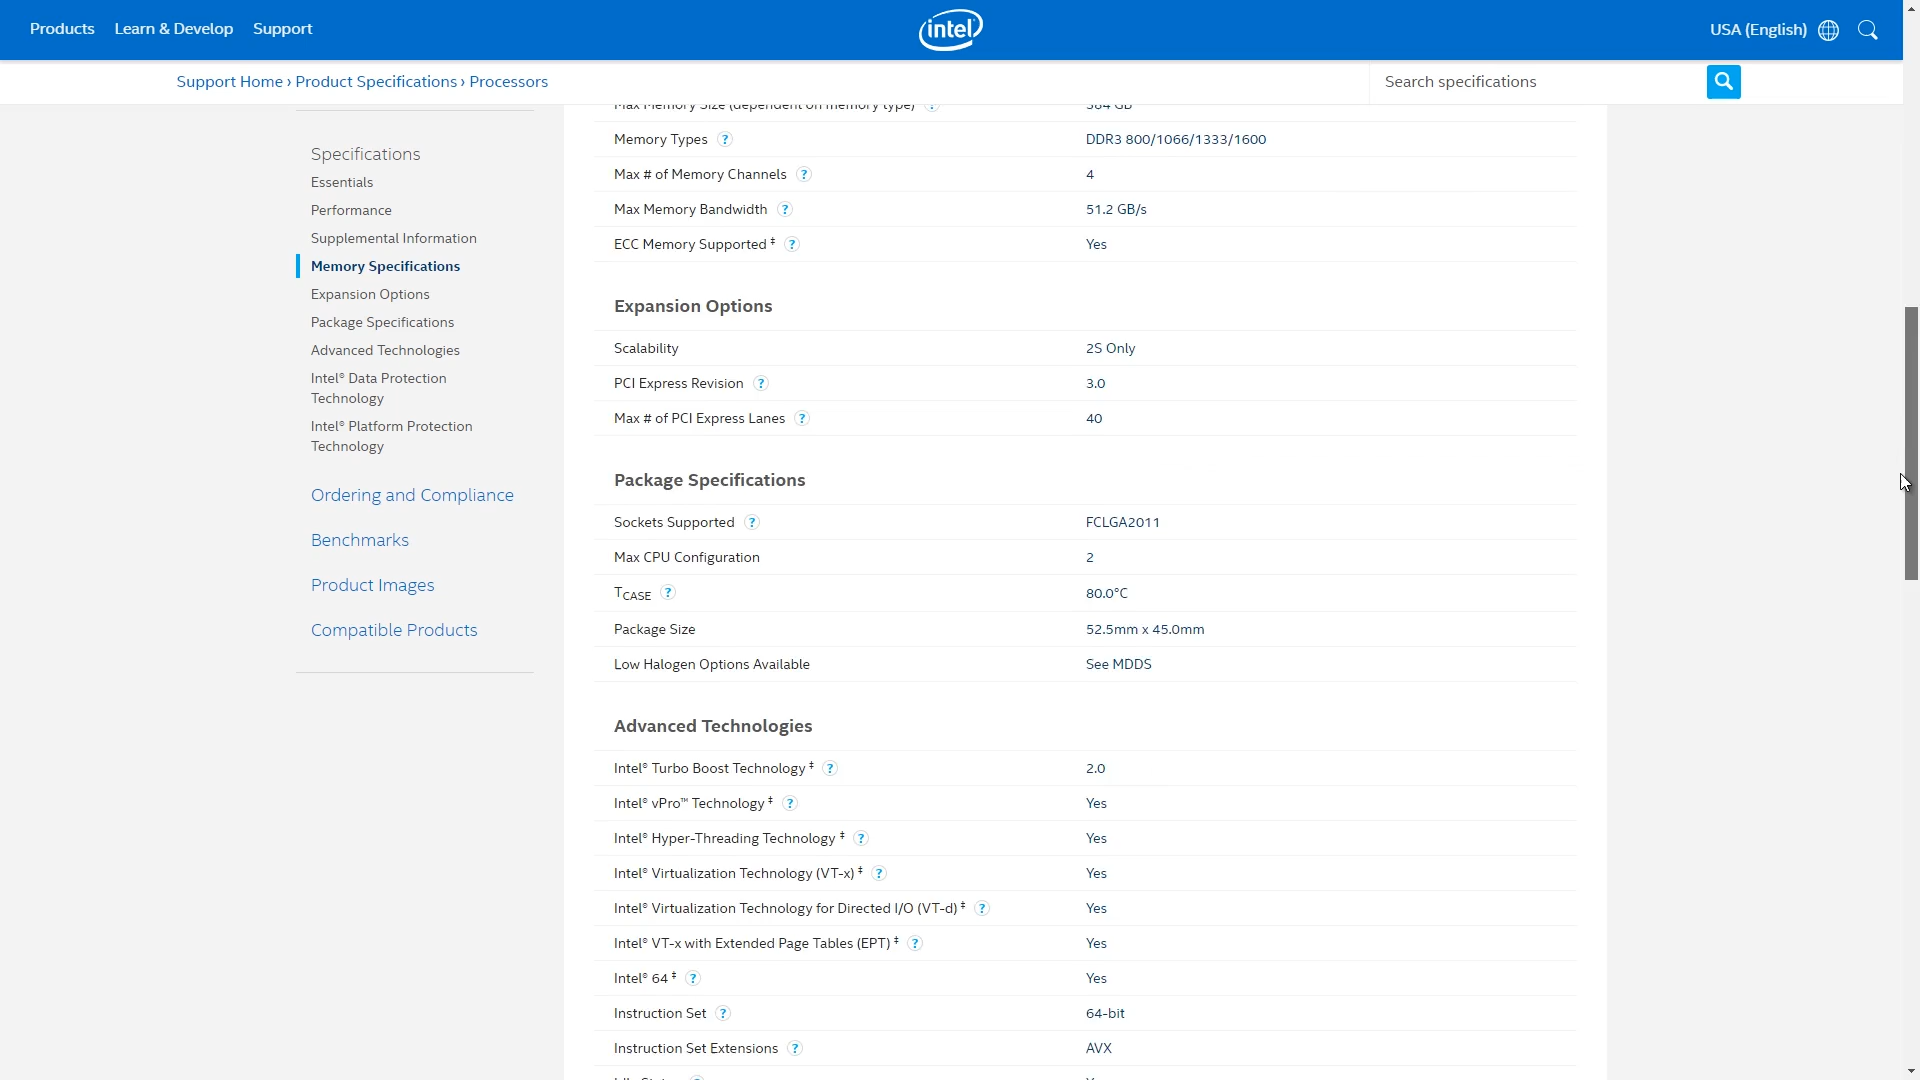 Products Learn & Develop Support intel USA (English)
Support Home › Product Specifications › Processors Search specifications
Max Memory Size (dependent on memory type) ?
Memory Types ? DDR3 800/1066/1333/1600
Max # of Memory Channels ? 4
Max Memory Bandwidth ? 51.2 GB/s
ECC Memory Supported ‡ ? Yes
Specifications
Essentials
Performance
Supplemental Information
Memory Specifications
Expansion Options
Package Specifications
Advanced Technologies
Intel® Data Protection
Technology
Intel® Platform Protection
Technology
Ordering and Compliance
Benchmarks
Product Images
Compatible Products
Expansion Options
Scalability 2S Only
PCI Express Revision ? 3.0
Max # of PCI Express Lanes ? 40
Package Specifications
Sockets Supported ? FCLGA2011
Max CPU Configuration 2
TCASE ? 80.0°C
Package Size 52.5mm x 45.0mm
Low Halogen Options Available See MDDS
Advanced Technologies
Intel® Turbo Boost Technology ‡ ? 2.0
Intel® vPro™ Technology ‡ ? Yes
Intel® Hyper-Threading Technology ‡ ? Yes
Intel® Virtualization Technology (VT-x) ‡ ? Yes
Intel® Virtualization Technology for Directed I/O (VT-d) ‡ ? Yes
Intel® VT-x with Extended Page Tables (EPT) ‡ ? Yes
Intel® 64 ‡ ? Yes
Instruction Set ? 64-bit
Instruction Set Extensions ? AVX